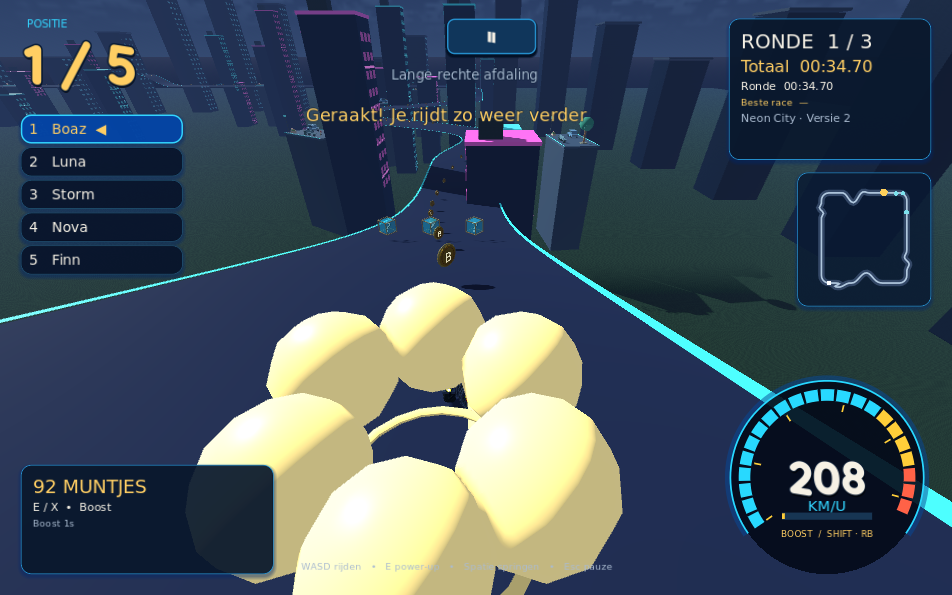 POSITIE
1/5
1 Boaz ◀
2 Luna
3 Storm
4 Nova
5 Finn
Lange rechte afdaling
Geraakt! Je rijdt zo weer verder
RONDE 1 / 3
Totaal 00:34.70
Ronde 00:34.70
Beste race —
Neon City · Versie 2
? ? ?
B
B
92 MUNTJES
E / X • Boost
Boost 1s
208
KM/U
BOOST / SHIFT · RB
WASD rijden • E power-